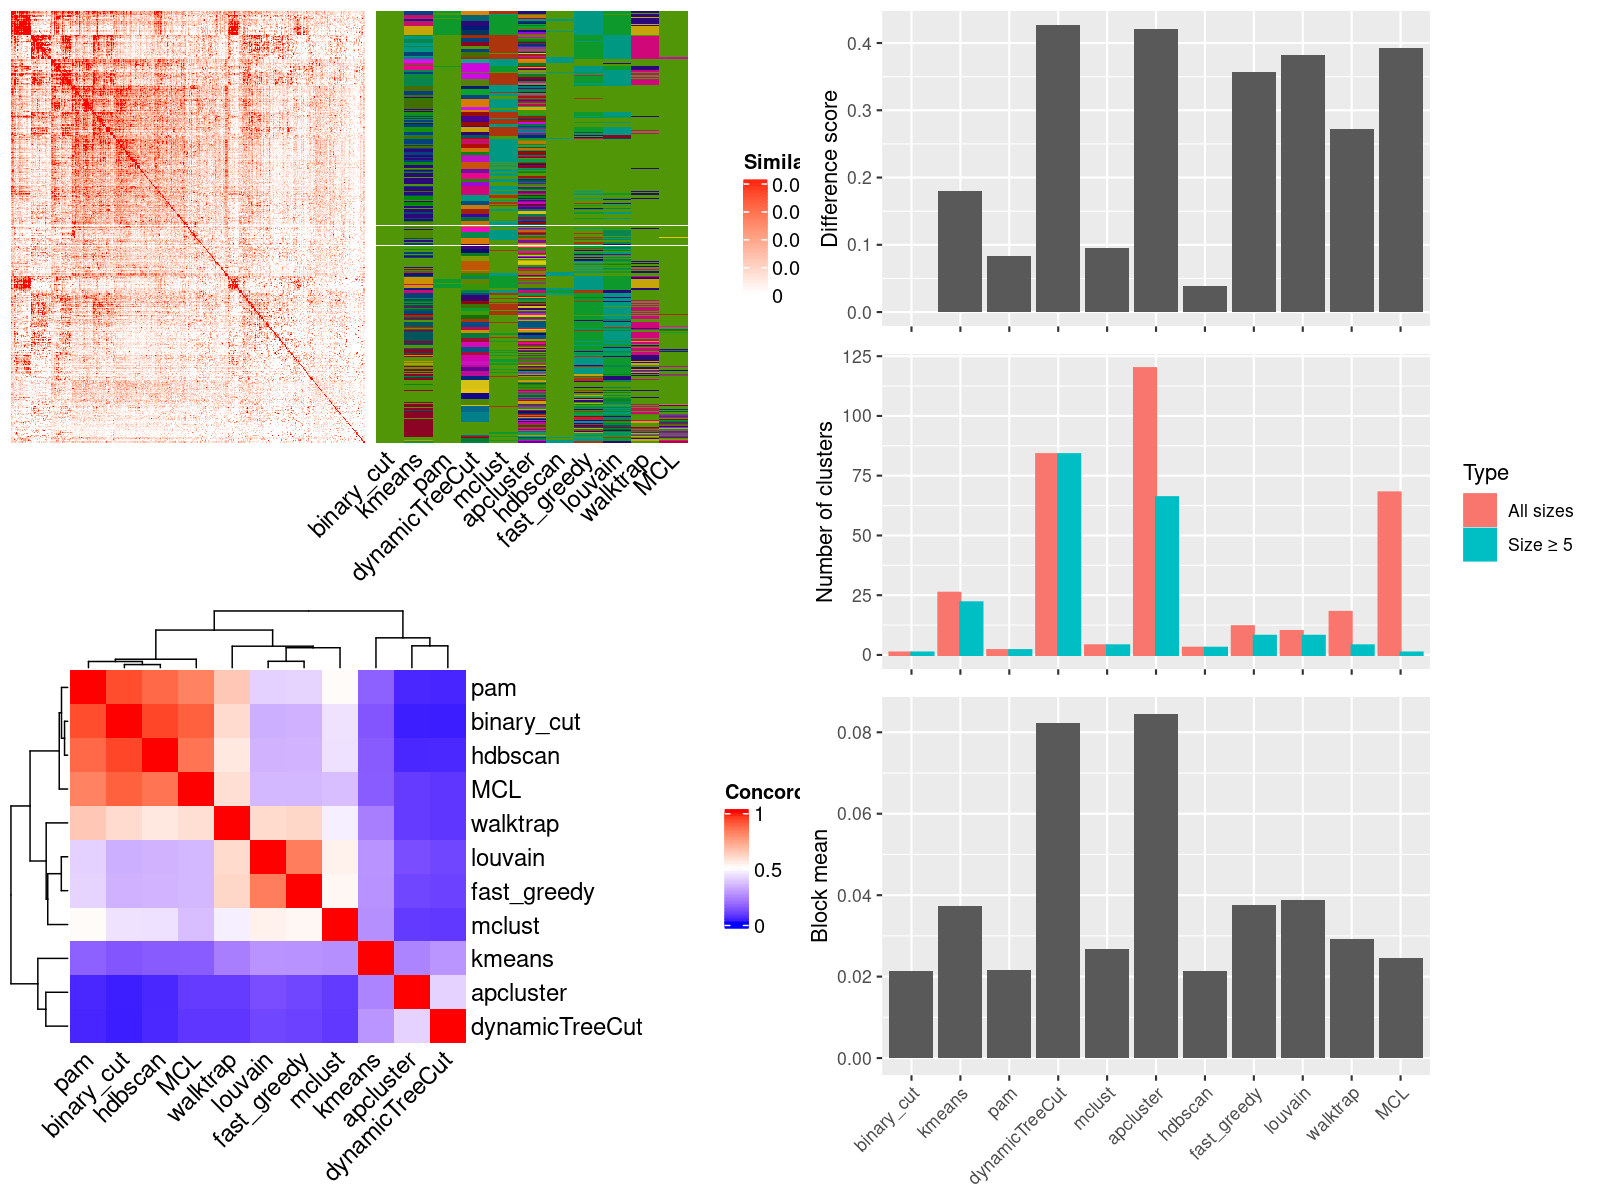 Simila
0.0
0.0
0.0
0.0
0
binary_cut
kmeans
pam
dynamicTreeCut
mclust
apcluster
hdbscan
fast_greedy
louvain
walktrap
MCL
pam
binary_cut
hdbscan
MCL
walktrap
louvain
fast_greedy
mclust
kmeans
apcluster
dynamicTreeCut
pam
binary_cut
hdbscan
MCL
walktrap
louvain
fast_greedy
mclust
kmeans
apcluster
dynamicTreeCut
Concord
1
0.5
0
Difference score
0.4
0.3
0.2
0.1
0.0
Number of clusters
125
100
75
50
25
0
Type
All sizes
Size ≥ 5
Block mean
0.08
0.06
0.04
0.02
0.00
binary_cut
kmeans
pam
dynamicTreeCut
mclust
apcluster
hdbscan
fast_greedy
louvain
walktrap
MCL